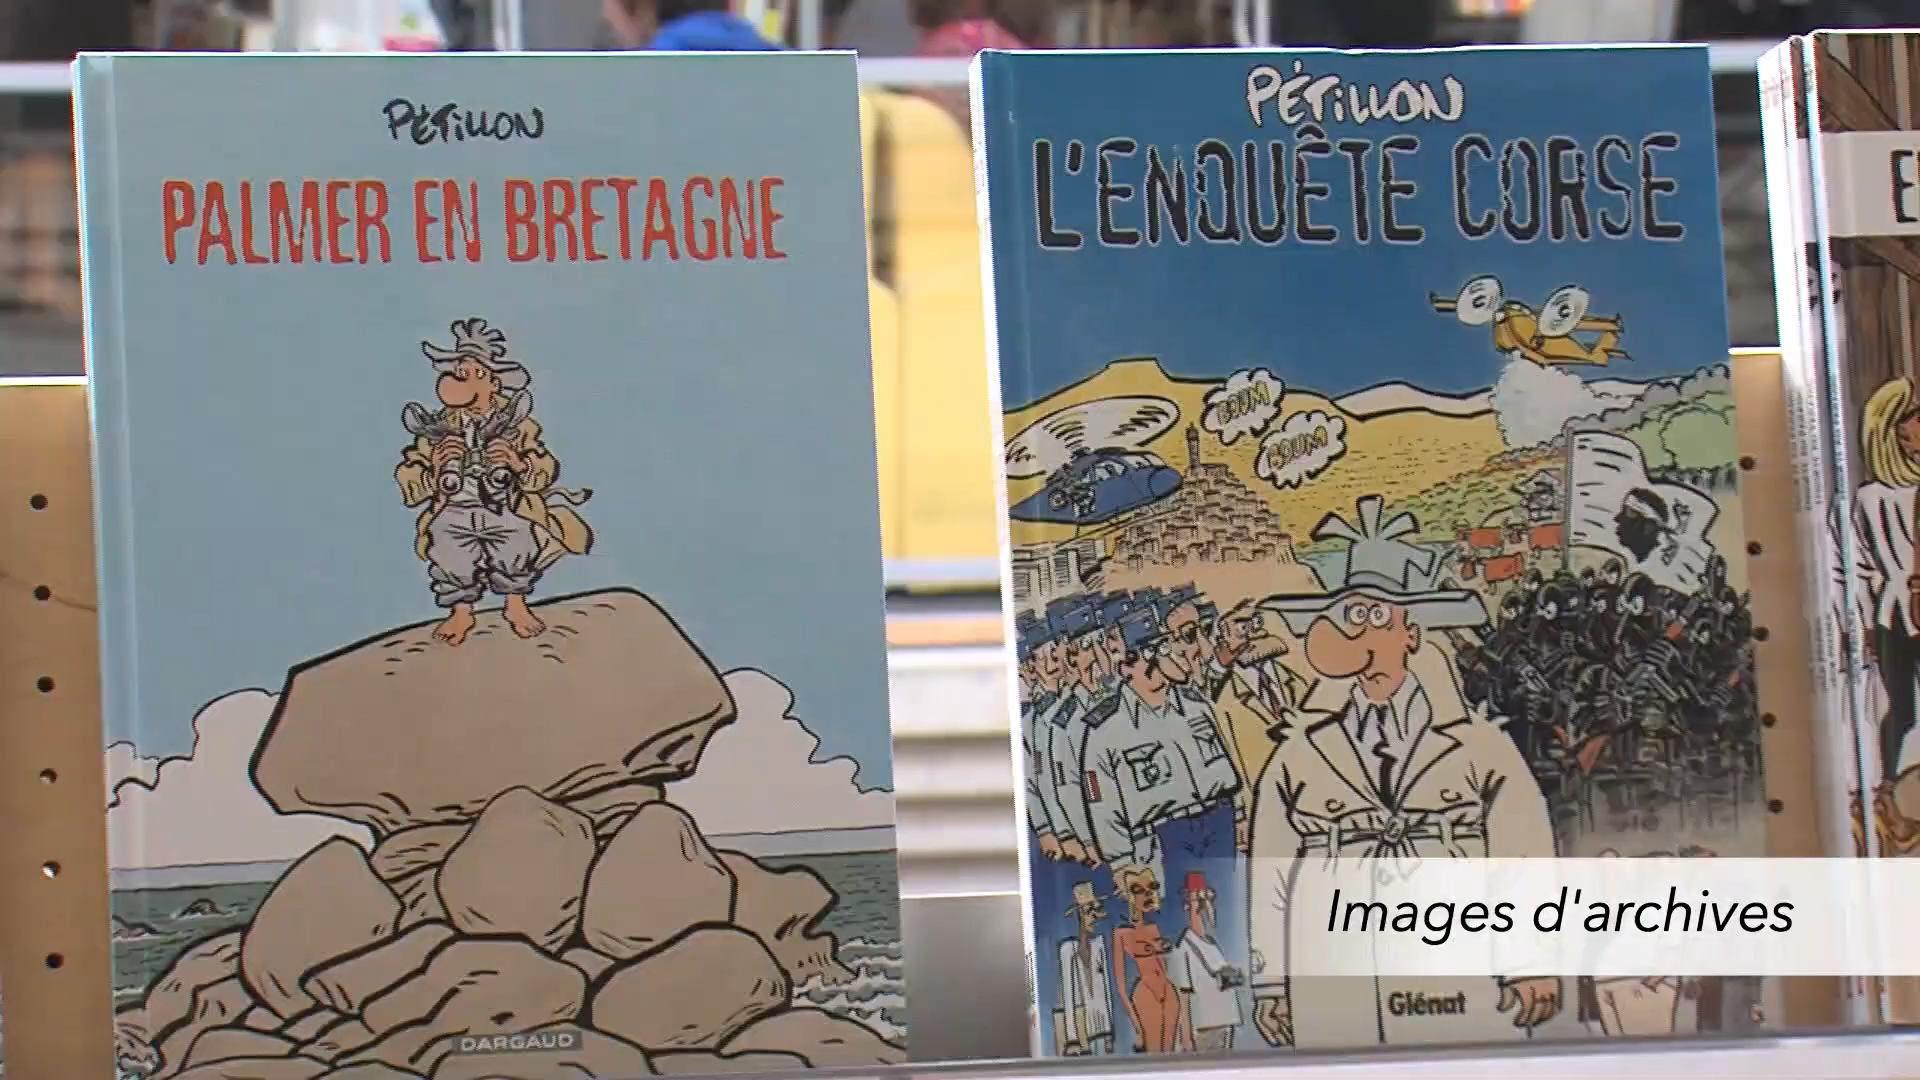 PÉTILLON
PALMER EN BRETAGNE
DARGAUD
PÉTILLON
L'ENQUÊTE CORSE
BOUM
BOUM
Glénat
Images d'archives